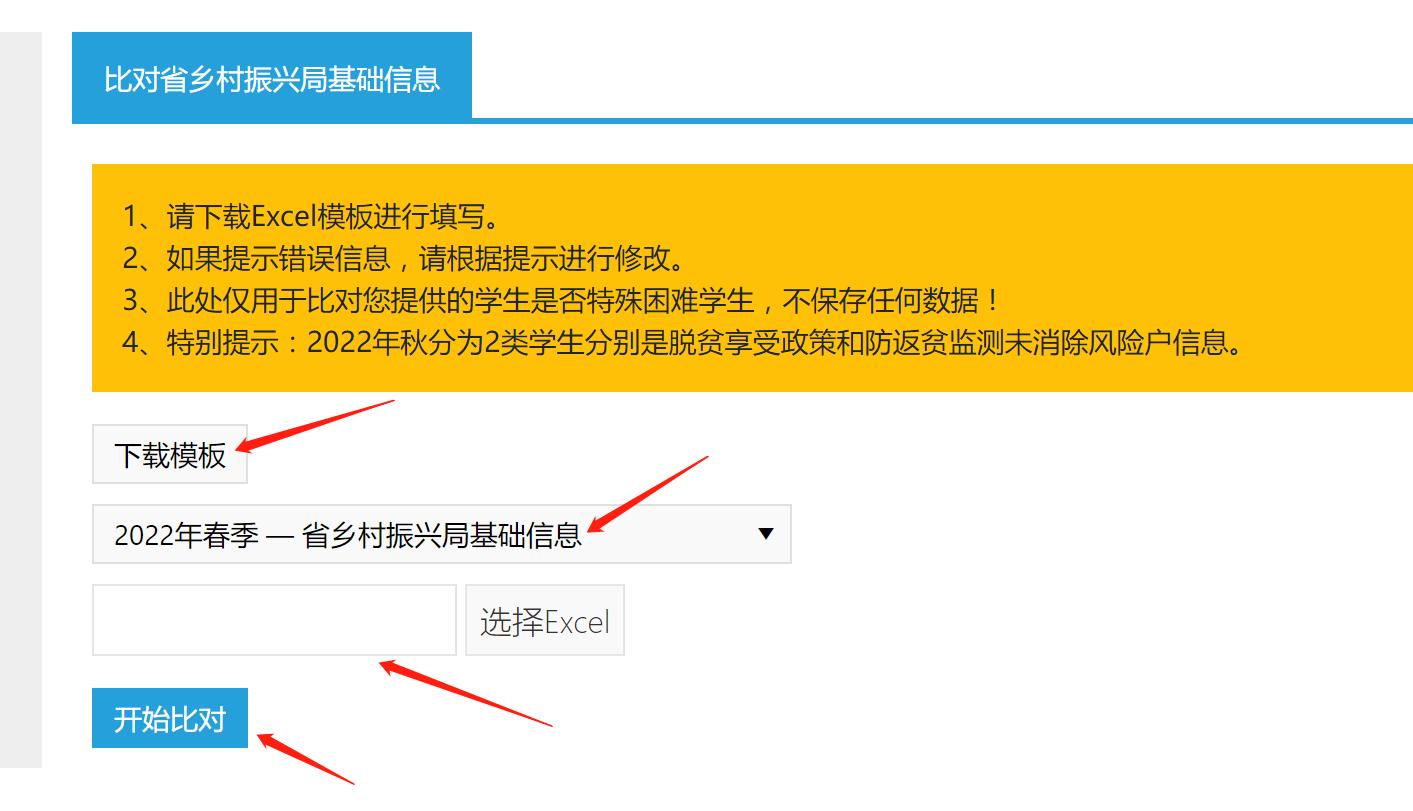 比对省乡村振兴局基础信息
1、请下载Excel模板进行填写。
2、如果提示错误信息，请根据提示进行修改。
3、此处仅用于比对您提供的学生是否特殊困难学生，不保存任何数据！
4、特别提示：2022年秋分为2类学生分别是脱贫享受政策和防返贫监测未消除风险户信息。
下载模板
2022年春季 — 省乡村振兴局基础信息
选择Excel
开始比对